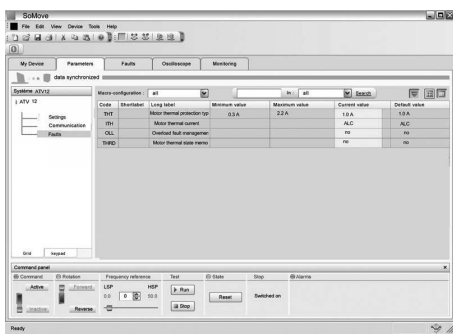 SoMove
File Edit View Device Tools Help
My Device Parameters Faults Oscilloscope Monitoring
data synchronized
Système ATV12
Macro-configuration : all In : all Search
ATV 12
Settings
Communication
Faults
Code Shortlabel Long label Minimum value Maximum value Current value Default value
THT Motor thermal protection typ 0.3 A 2.2 A 1.0 A 1.0 A
ITH Motor thermal current ALC ALC
OLL Overload fault managemen no no
THRD Motor thermal state memo no no
Grid keypad
Command panel
Command Rotation Frequency reference Test State Stop Alarms
Active Forward LSP HSP Run
0.0 0 50.0 Reset Switched on
Inactive Reverse Stop
Ready